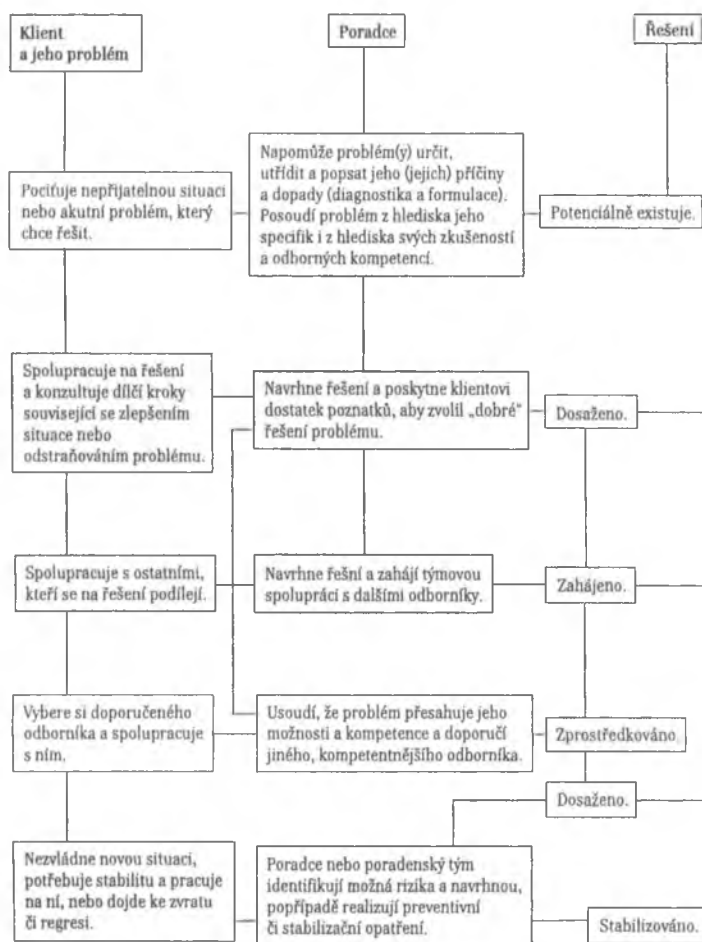 Klient
a jeho problém
Poradce
Řešení
Pociťuje nepřijatelnou situaci
nebo akutní problém, který
chce řešit.
Napomůže problém(y) určit,
utřídit a popsat jeho (jejich) příčiny
a dopady (diagnostika a formulace).
Posoudí problém z hlediska jeho
specifik i z hlediska svých zkušeností
a odborných kompetencí.
Potenciálně existuje.
Spolupracuje na řešení
a konzultuje dílčí kroky
související se zlepšením
situace nebo
odstraňováním problému.
Navrhne řešení a poskytne klientovi
dostatek poznatků, aby zvolil „dobré“
řešení problému.
Dosaženo.
Spolupracuje s ostatními,
kteří se na řešení podílejí.
Navrhne řešní a zahájí týmovou
spolupráci s dalšími odborníky.
Zahájeno.
Vybere si doporučeného
odborníka a spolupracuje
s ním.
Usoudí, že problém přesahuje jeho
možnosti a kompetence a doporučí
jiného, kompetentnějšího odborníka.
Zprostředkováno
Dosaženo.
Nezvládne novou situaci,
potřebuje stabilitu a pracuje
na ní, nebo dojde ke zvratu
či regresi.
Poradce nebo poradenský tým
identifikují možná rizika a navrhnou,
popřípadě realizují preventivní
či stabilizační opatření.
Stabilizováno.